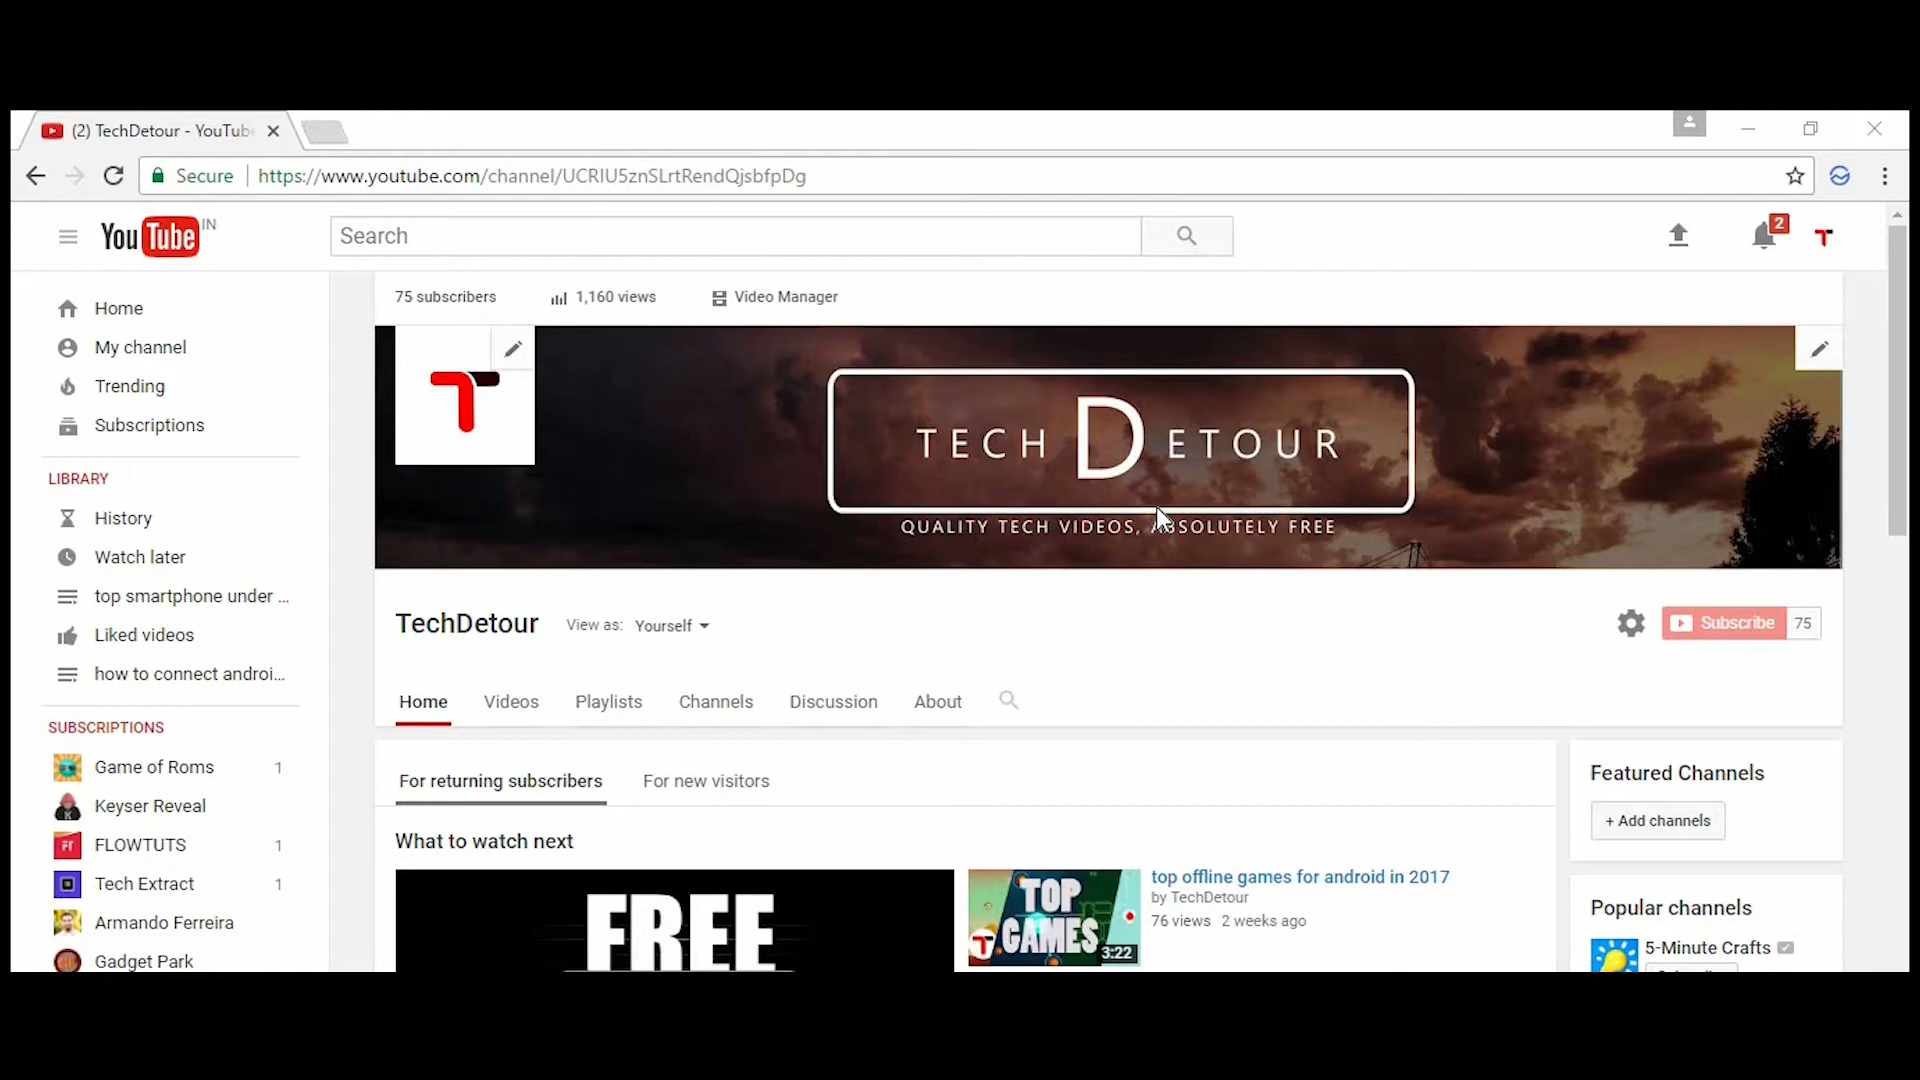 (2) TechDetour - YouTub
Secure
https://www.youtube.com/channel/UCRIU5znSLrtRendQjsbfpDg
YouTube IN
Search
2
75 subscribers
1,160 views
Video Manager
Home
My channel
Trending
Subscriptions
LIBRARY
History
Watch later
top smartphone under ...
Liked videos
how to connect androi...
SUBSCRIPTIONS
Game of Roms 1
Keyser Reveal
FLOWTUTS 1
Tech Extract 1
Armando Ferreira
Gadget Park
TECH DETOUR
QUALITY TECH VIDEOS, ABSOLUTELY FREE
TechDetour
View as: Yourself
Subscribe 75
Home Videos Playlists Channels Discussion About
For returning subscribers
For new visitors
What to watch next
FREE
TOP
GAMES
3:22
top offline games for android in 2017
by TechDetour
76 views 2 weeks ago
Featured Channels
+ Add channels
Popular channels
5-Minute Crafts